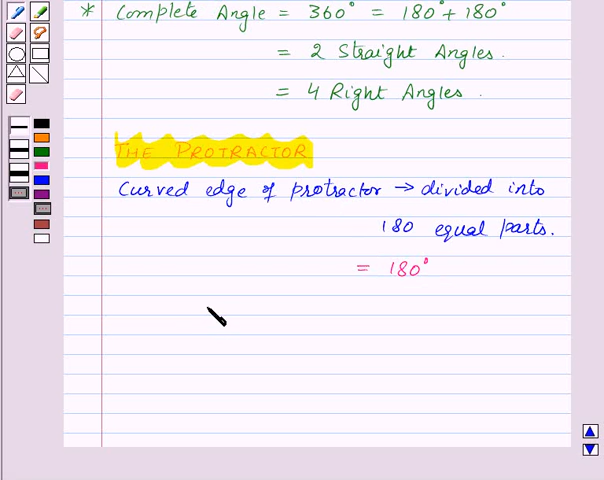 * Complete Angle = 360° = 180° + 180°
= 2 Straight Angles.
= 4 Right Angles.
THE PROTRACTOR
Curved edge of protractor → divided into
180 equal parts.
= 180°